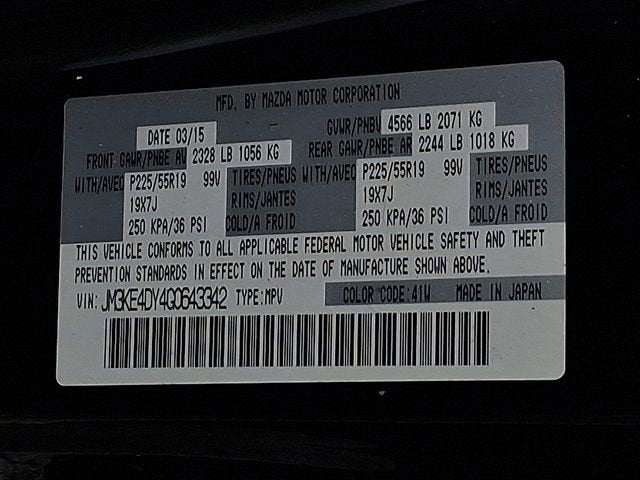 MFD. BY MAZDA MOTOR CORPORATION
DATE 03/15 GVWR/PNBV 4566 LB 2071 KG
FRONT GAWR/PNBE AV 2328 LB 1056 KG REAR GAWR/PNBE AR 2244 LB 1018 KG
WITH/AVEC P225/55R19 99V TIRES/PNEUS WITH/AVEC P225/55R19 99V TIRES/PNEUS
19X7J RIMS/JANTES 19X7J RIMS/JANTES
250 KPA/36 PSI COLD/A FROID 250 KPA/36 PSI COLD/A FROID
THIS VEHICLE CONFORMS TO ALL APPLICABLE FEDERAL MOTOR VEHICLE SAFETY AND THEFT
PREVENTION STANDARDS IN EFFECT ON THE DATE OF MANUFACTURE SHOWN ABOVE.
VIN: JM3KE4DY4G0643342 TYPE:MPV COLOR CODE:41W MADE IN JAPAN